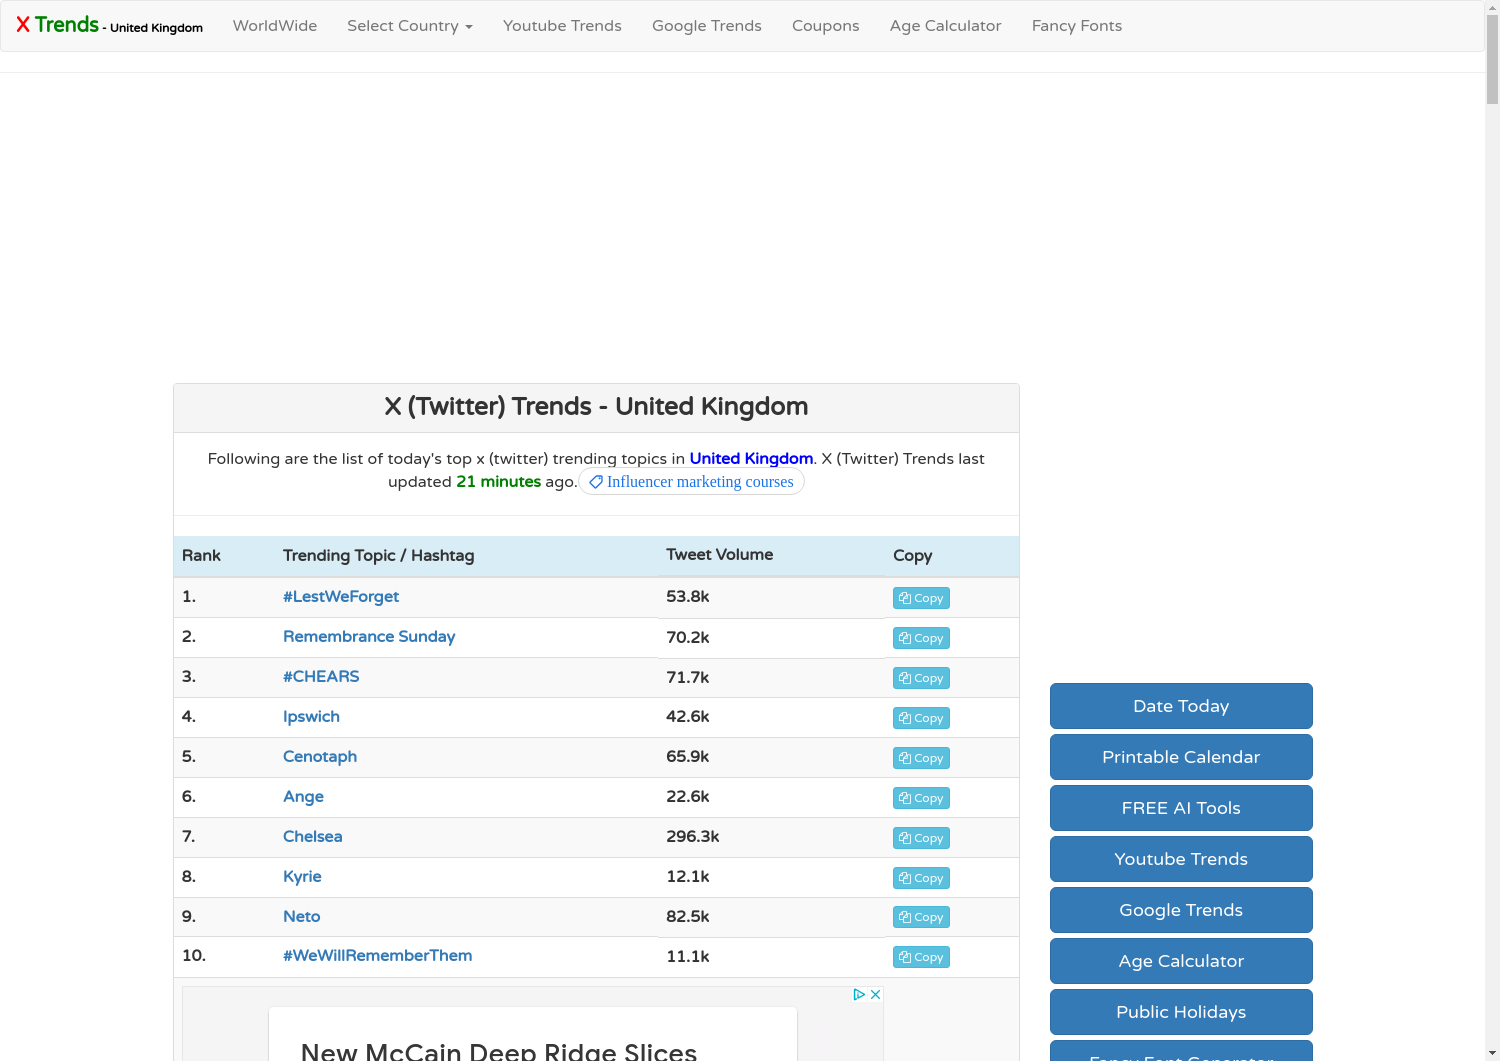 X Trends - United Kingdom WorldWide Select Country Youtube Trends Google Trends Coupons Age Calculator Fancy Fonts
X (Twitter) Trends - United Kingdom
Following are the list of today's top x (twitter) trending topics in United Kingdom. X (Twitter) Trends last
updated 21 minutes ago. Influencer marketing courses
Rank Trending Topic / Hashtag Tweet Volume Copy
1. #LestWeForget 53.8k Copy
2. Remembrance Sunday 70.2k Copy
3. #CHEARS 71.7k Copy
4. Ipswich 42.6k Copy
5. Cenotaph 65.9k Copy
6. Ange 22.6k Copy
7. Chelsea 296.3k Copy
8. Kyrie 12.1k Copy
9. Neto 82.5k Copy
10. #WeWillRememberThem 11.1k Copy
New McCain Deep Ridge Slices
Date Today
Printable Calendar
FREE AI Tools
Youtube Trends
Google Trends
Age Calculator
Public Holidays
Fancy Font Generator